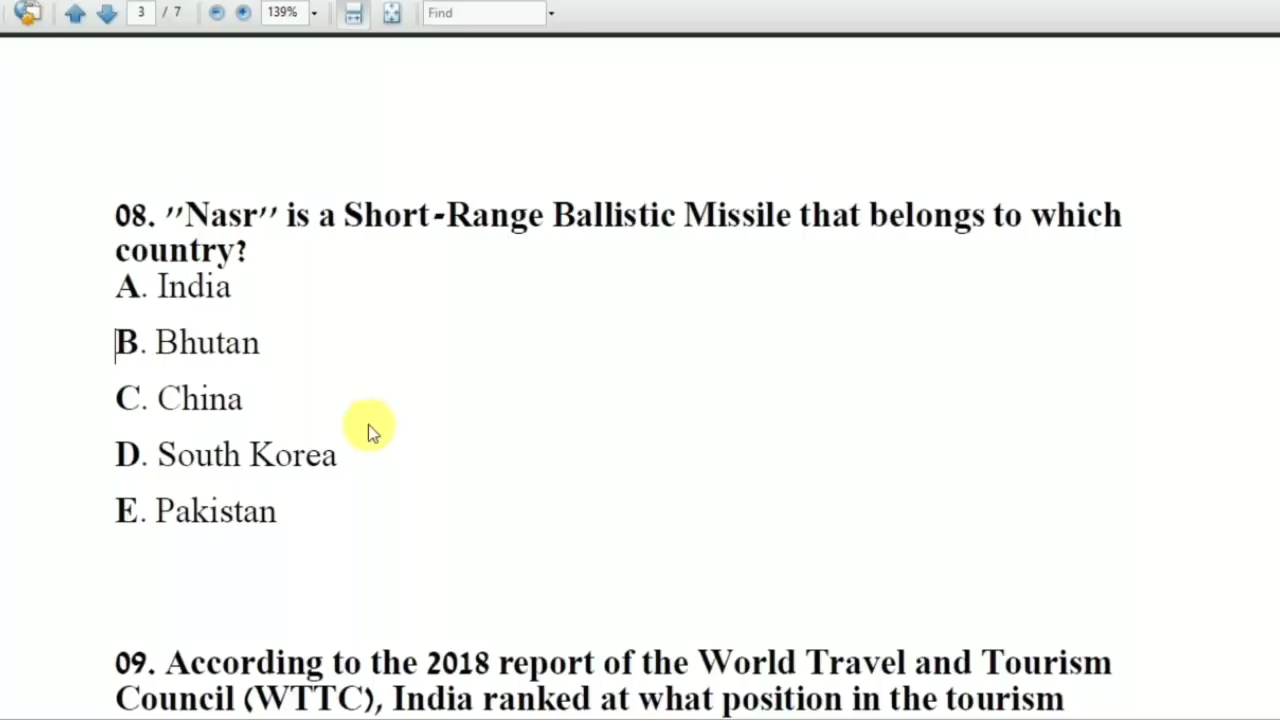 3 / 7 139% Find
08. "Nasr" is a Short-Range Ballistic Missile that belongs to which
country?
A. India
B. Bhutan
C. China
D. South Korea
E. Pakistan
09. According to the 2018 report of the World Travel and Tourism
Council (WTTC), India ranked at what position in the tourism